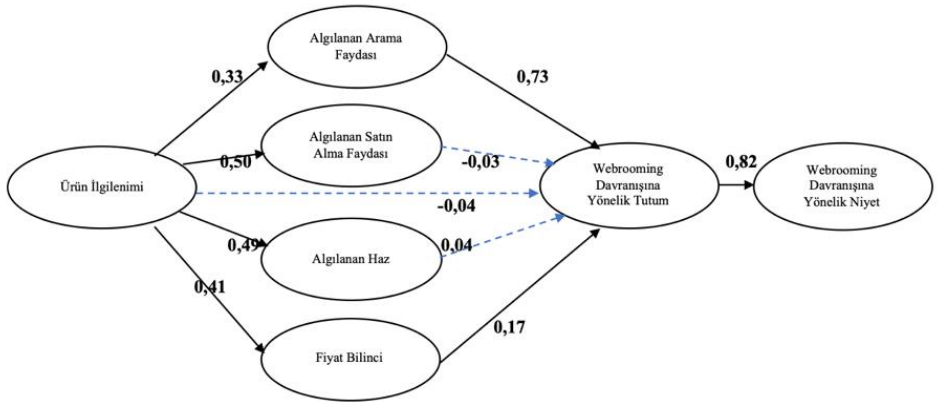 Algılanan Arama
Faydası
0,33
0,73
Algılanan Satın
Alma Faydası
0,50
-0,03
Ürün İlgilenimi
-0,04
Webrooming
Davranışına
Yönelik Tutum
0,82
Webrooming
Davranışına
Yönelik Niyet
0,49
Algılanan Haz
0,04
0,41
Fiyat Bilinci
0,17